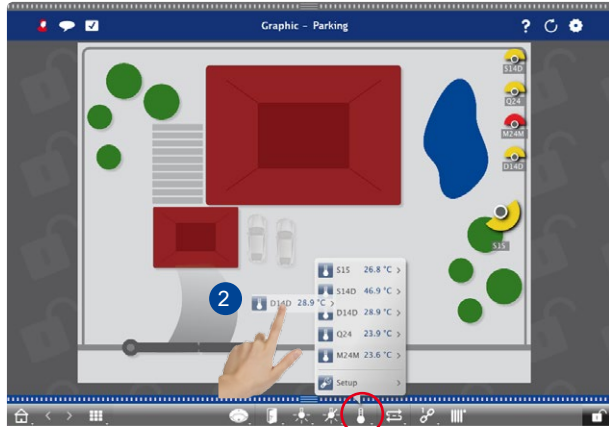 Graphic - Parking
?
S14D
Q24
M24M
D14D
S15
S15 26.8 °C >
S14D 46.9 °C >
2
D14D 28.9 °C >
D14D 28.9 °C >
Q24 23.9 °C >
M24M 23.6 °C >
Setup >